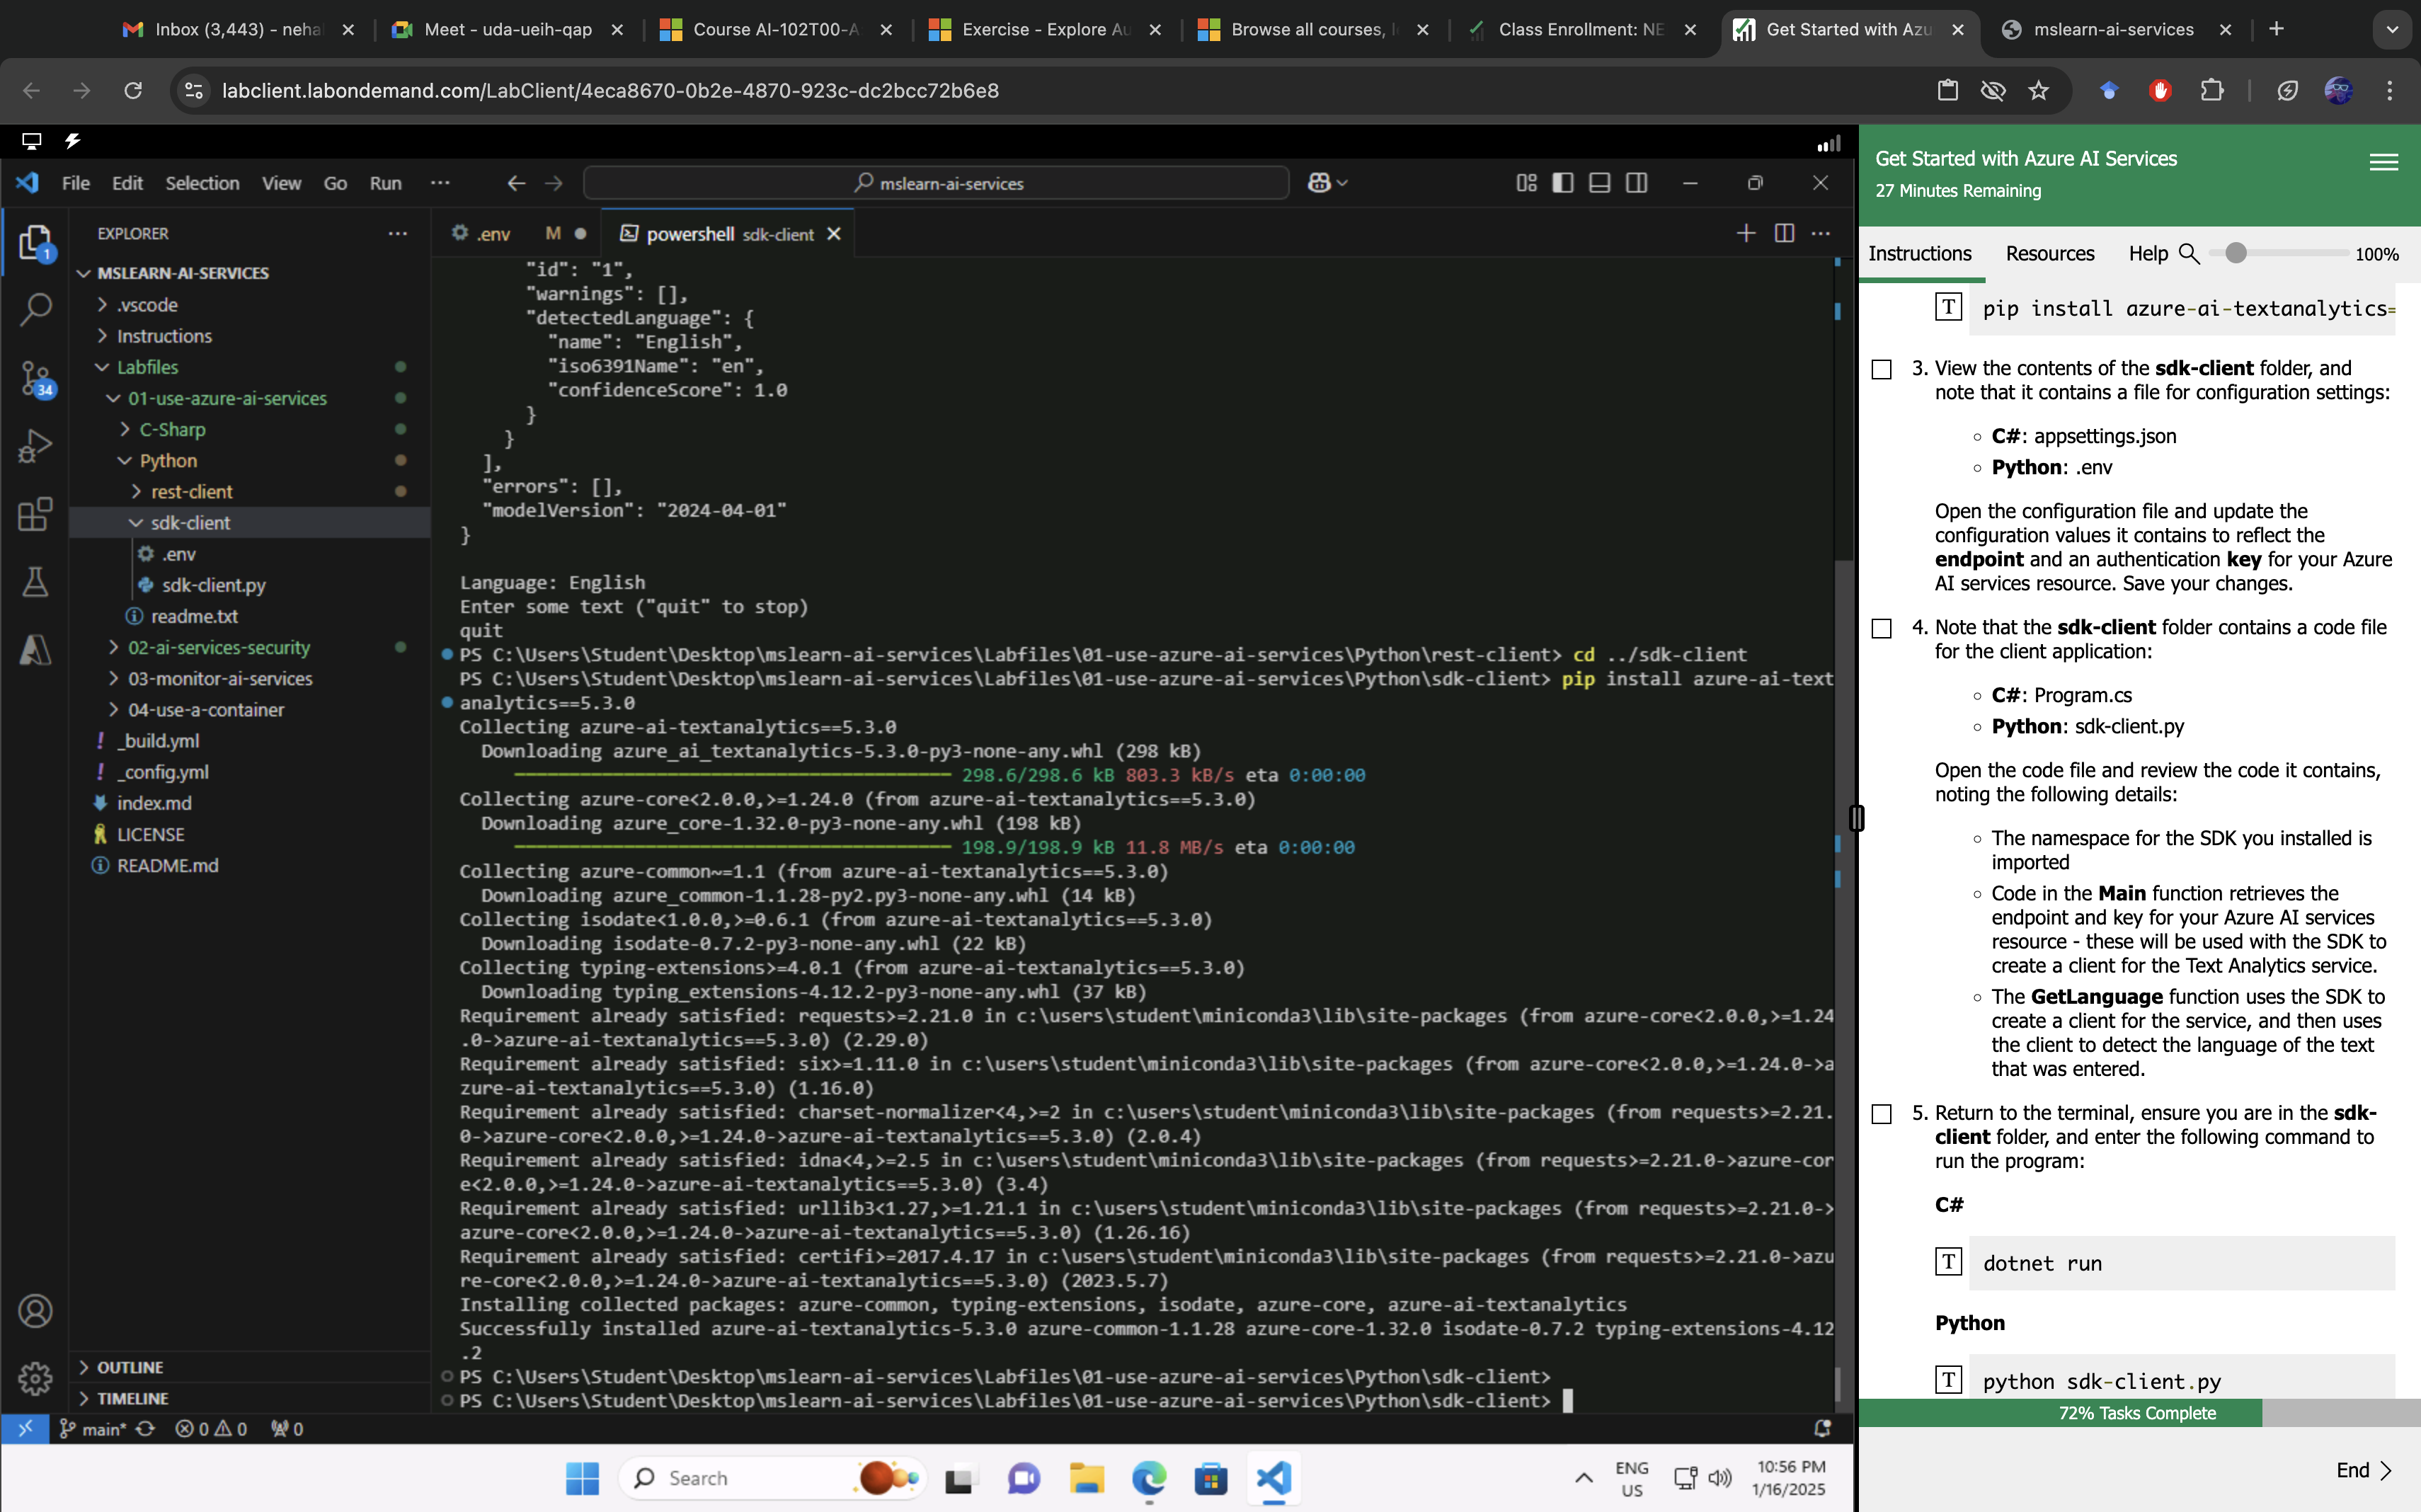 Inbox (3,443) - neha
Meet - uda-ueih-qap
Course AI-102T00-A
Exercise - Explore Au
Browse all courses, l
Class Enrollment: NE
Get Started with Azu
mslearn-ai-services
labclient.labondemand.com/LabClient/4eca8670-0b2e-4870-923c-dc2bcc72b6e8
File Edit Selection View Go Run ...
mslearn-ai-services
1
34
EXPLORER
MSLEARN-AI-SERVICES
.vscode
Instructions
Labfiles
01-use-azure-ai-services
C-Sharp
Python
rest-client
sdk-client
.env
sdk-client.py
readme.txt
02-ai-services-security
03-monitor-ai-services
04-use-a-container
_build.yml
_config.yml
index.md
LICENSE
README.md
OUTLINE
TIMELINE
.env M
powershell sdk-client
"id": "1",
"warnings": [],
"detectedLanguage": {
"name": "English",
"iso6391Name": "en",
"confidenceScore": 1.0
}
}
],
"errors": [],
"modelVersion": "2024-04-01"
}
Language: English
Enter some text ("quit" to stop)
quit
PS C:\Users\Student\Desktop\mslearn-ai-services\Labfiles\01-use-azure-ai-services\Python\rest-client> cd ../sdk-client
PS C:\Users\Student\Desktop\mslearn-ai-services\Labfiles\01-use-azure-ai-services\Python\sdk-client> pip install azure-ai-text
analytics==5.3.0
Collecting azure-ai-textanalytics==5.3.0
Downloading azure_ai_textanalytics-5.3.0-py3-none-any.whl (298 kB)
298.6/298.6 kB 803.3 kB/s eta 0:00:00
Collecting azure-core<2.0.0,>=1.24.0 (from azure-ai-textanalytics==5.3.0)
Downloading azure_core-1.32.0-py3-none-any.whl (198 kB)
198.9/198.9 kB 11.8 MB/s eta 0:00:00
Collecting azure-common~=1.1 (from azure-ai-textanalytics==5.3.0)
Downloading azure_common-1.1.28-py2.py3-none-any.whl (14 kB)
Collecting isodate<1.0.0,>=0.6.1 (from azure-ai-textanalytics==5.3.0)
Downloading isodate-0.7.2-py3-none-any.whl (22 kB)
Collecting typing-extensions>=4.0.1 (from azure-ai-textanalytics==5.3.0)
Downloading typing_extensions-4.12.2-py3-none-any.whl (37 kB)
Requirement already satisfied: requests>=2.21.0 in c:\users\student\miniconda3\lib\site-packages (from azure-core<2.0.0,>=1.24
.0->azure-ai-textanalytics==5.3.0) (2.29.0)
Requirement already satisfied: six>=1.11.0 in c:\users\student\miniconda3\lib\site-packages (from azure-core<2.0.0,>=1.24.0->a
zure-ai-textanalytics==5.3.0) (1.16.0)
Requirement already satisfied: charset-normalizer<4,>=2 in c:\users\student\miniconda3\lib\site-packages (from requests>=2.21.
0->azure-core<2.0.0,>=1.24.0->azure-ai-textanalytics==5.3.0) (2.0.4)
Requirement already satisfied: idna<4,>=2.5 in c:\users\student\miniconda3\lib\site-packages (from requests>=2.21.0->azure-cor
e<2.0.0,>=1.24.0->azure-ai-textanalytics==5.3.0) (3.4)
Requirement already satisfied: urllib3<1.27,>=1.21.1 in c:\users\student\miniconda3\lib\site-packages (from requests>=2.21.0->
azure-core<2.0.0,>=1.24.0->azure-ai-textanalytics==5.3.0) (1.26.16)
Requirement already satisfied: certifi>=2017.4.17 in c:\users\student\miniconda3\lib\site-packages (from requests>=2.21.0->azu
re-core<2.0.0,>=1.24.0->azure-ai-textanalytics==5.3.0) (2023.5.7)
Installing collected packages: azure-common, typing-extensions, isodate, azure-core, azure-ai-textanalytics
Successfully installed azure-ai-textanalytics-5.3.0 azure-common-1.1.28 azure-core-1.32.0 isodate-0.7.2 typing-extensions-4.12
.2
PS C:\Users\Student\Desktop\mslearn-ai-services\Labfiles\01-use-azure-ai-services\Python\sdk-client>
PS C:\Users\Student\Desktop\mslearn-ai-services\Labfiles\01-use-azure-ai-services\Python\sdk-client>
main* 0 0 0
Search
ENG
US
10:56 PM
1/16/2025
Get Started with Azure AI Services
27 Minutes Remaining
Instructions Resources Help 100%
T pip install azure-ai-textanalytics=
3. View the contents of the sdk-client folder, and
note that it contains a file for configuration settings:
C#: appsettings.json
Python: .env
Open the configuration file and update the
configuration values it contains to reflect the
endpoint and an authentication key for your Azure
AI services resource. Save your changes.
4. Note that the sdk-client folder contains a code file
for the client application:
C#: Program.cs
Python: sdk-client.py
Open the code file and review the code it contains,
noting the following details:
The namespace for the SDK you installed is
imported
Code in the Main function retrieves the
endpoint and key for your Azure AI services
resource - these will be used with the SDK to
create a client for the Text Analytics service.
The GetLanguage function uses the SDK to
create a client for the service, and then uses
the client to detect the language of the text
that was entered.
5. Return to the terminal, ensure you are in the sdk-
client folder, and enter the following command to
run the program:
C#
T dotnet run
Python
T python sdk-client.py
72% Tasks Complete
End